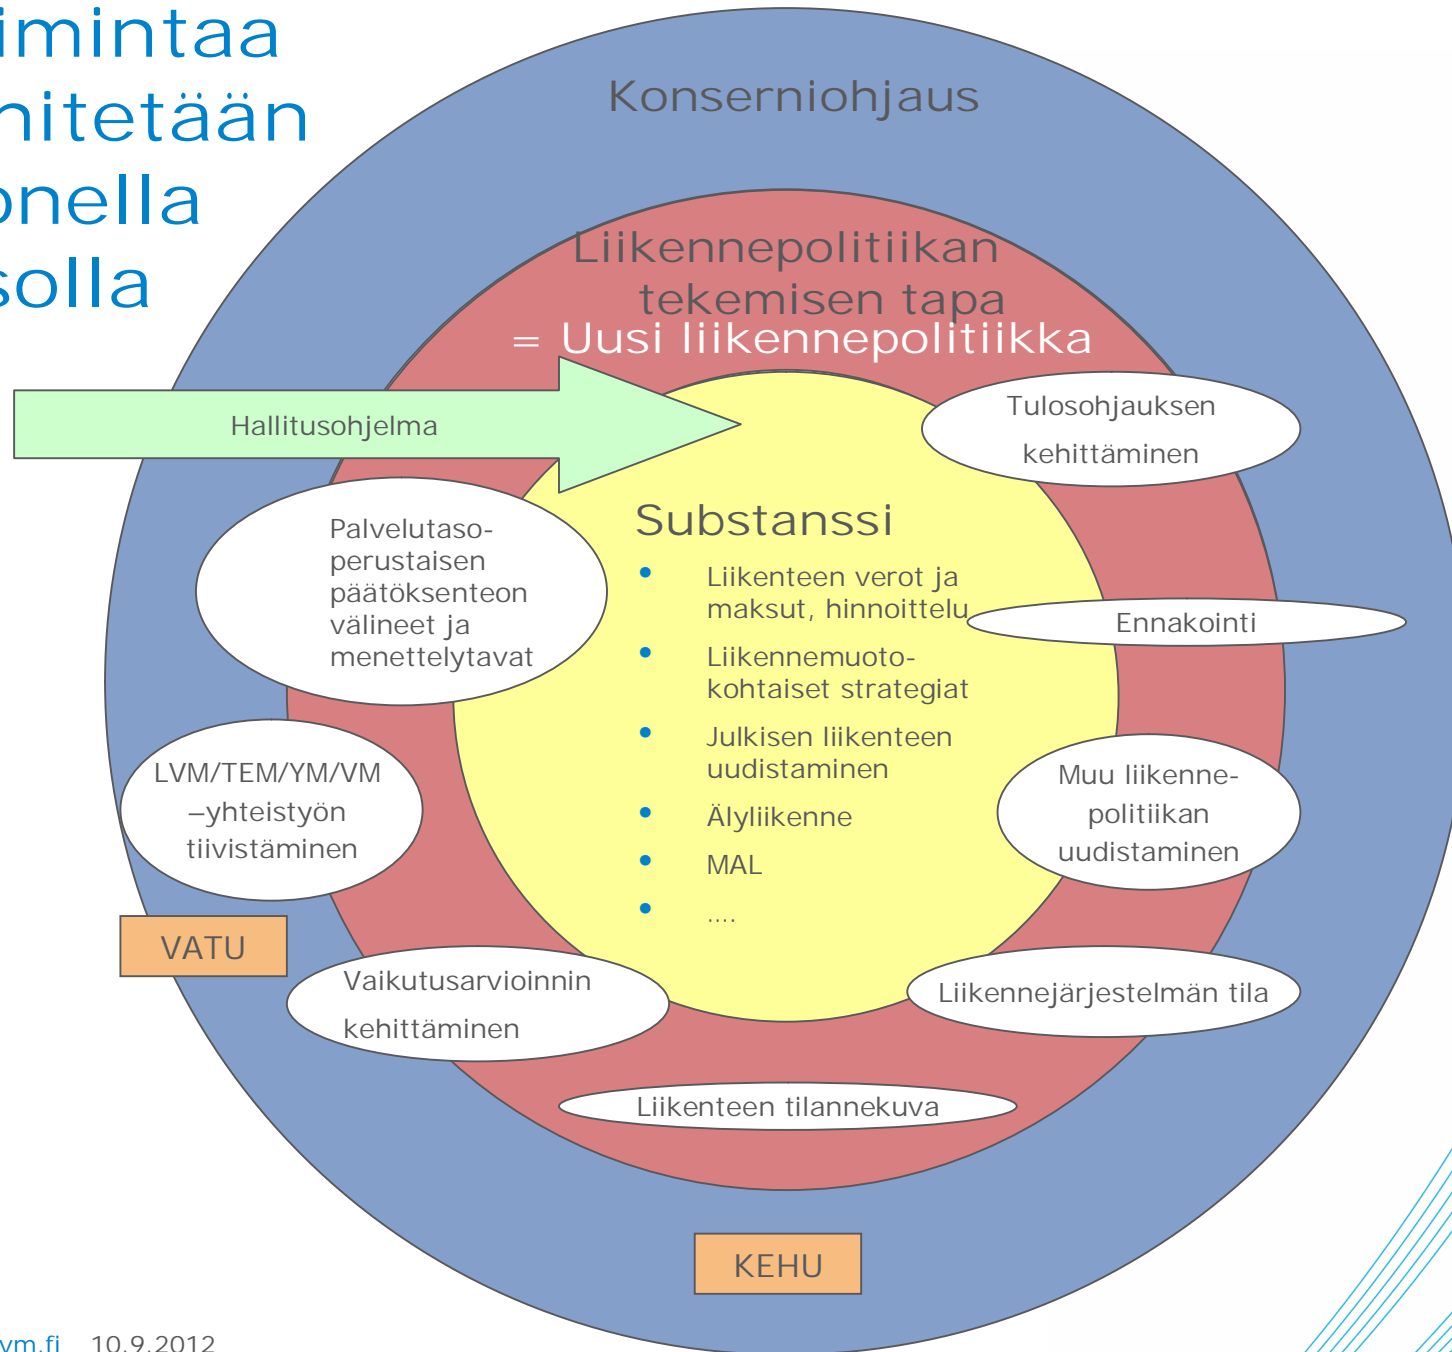 imintaa
nitetään
onella
solla
Konserniohjaus
Liikennepolitiikan
tekemisen tapa
= Uusi liikennepolitiikka
Hallitusohjelma
Tulosohjauksen
kehittäminen
Palvelutaso-
perustaisen
päätöksenteon
välineet ja
menettelytavat
Substanssi
• Liikenteen verot ja
maksut, hinnoittelu
• Liikennemuoto-
kohtaiset strategiat
• Julkisen liikenteen
uudistaminen
• Älyliikenne
• MAL
• ....
Ennakointi
LVM/TEM/YM/VM
–yhteistyön
tiivistäminen
Muu liikenne-
politiikan
uudistaminen
VATU
Vaikutusarvioinnin
kehittäminen
Liikennejärjestelmän tila
Liikenteen tilannekuva
KEHU
vm.fi 10.9.2012